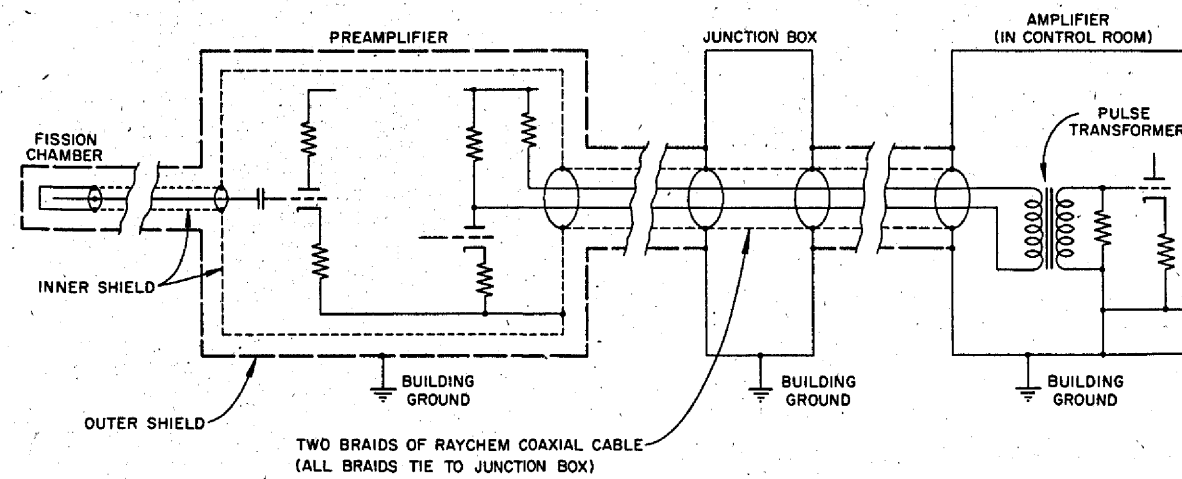 PREAMPLIFIER
JUNCTION BOX
AMPLIFIER
(IN CONTROL ROOM)
FISSION
CHAMBER
PULSE
TRANSFORMER
INNER SHIELD
OUTER SHIELD
BUILDING
GROUND
BUILDING
GROUND
BUILDING
GROUND
TWO BRAIDS OF RAYCHEM COAXIAL CABLE
(ALL BRAIDS TIE TO JUNCTION BOX)